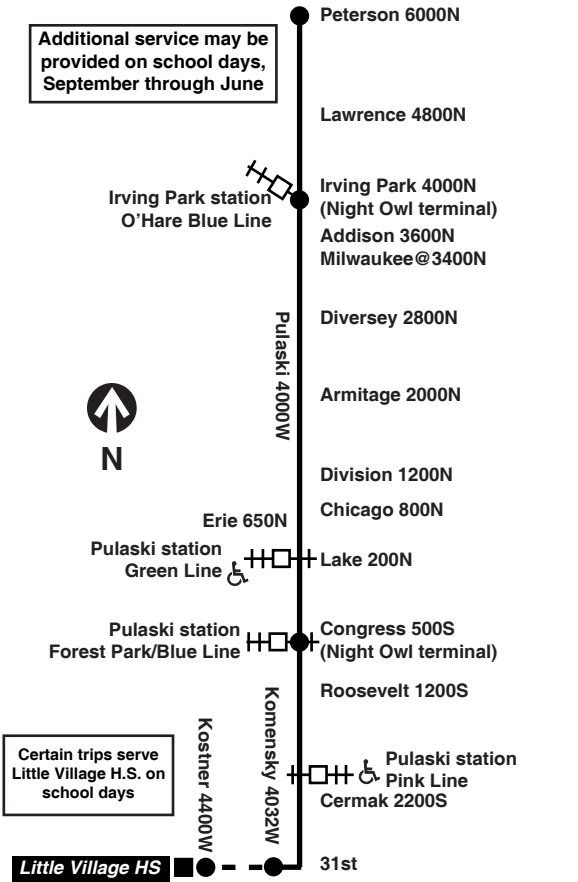 Peterson 6000N
Additional service may be
provided on school days,
September through June
Lawrence 4800N
Irving Park station
O’Hare Blue Line
Irving Park 4000N
(Night Owl terminal)
Addison 3600N
Milwaukee@3400N
Diversey 2800N
Pulaski 4000W
Armitage 2000N
N
Division 1200N
Chicago 800N
Erie 650N
Pulaski station
Green Line
Lake 200N
Pulaski station
Forest Park/Blue Line
Congress 500S
(Night Owl terminal)
Roosevelt 1200S
Komensky 4032W
Kostner 4400W
Certain trips serve
Little Village H.S. on
school days
Pulaski station
Pink Line
Cermak 2200S
Little Village HS
31st